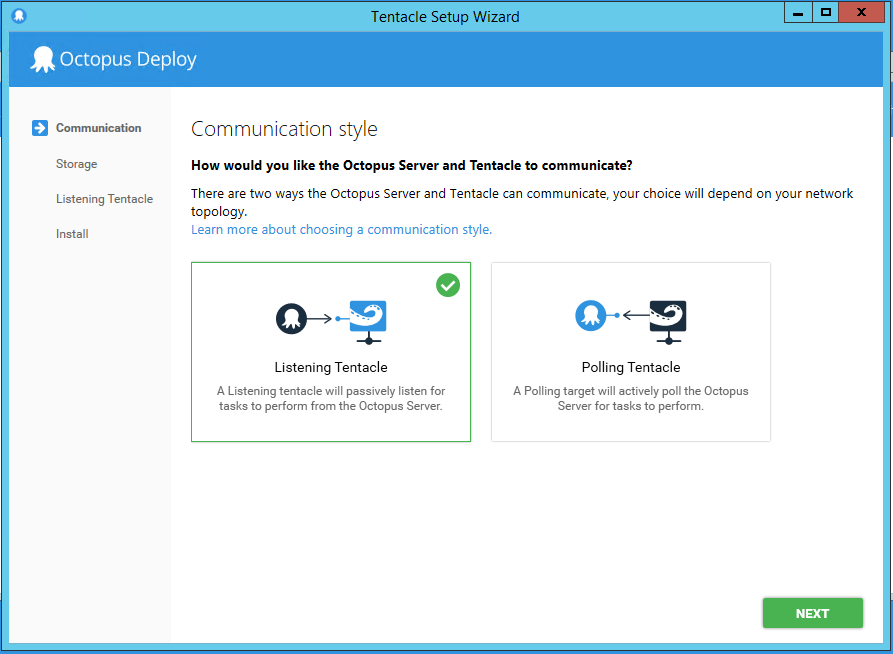 Tentacle Setup Wizard
Octopus Deploy
Communication
Storage
Listening Tentacle
Install
Communication style
How would you like the Octopus Server and Tentacle to communicate?
There are two ways the Octopus Server and Tentacle can communicate, your choice will depend on your network
topology.
Learn more about choosing a communication style.
Listening Tentacle
A Listening tentacle will passively listen for
tasks to perform from the Octopus Server.
Polling Tentacle
A Polling target will actively poll the Octopus
Server for tasks to perform.
NEXT